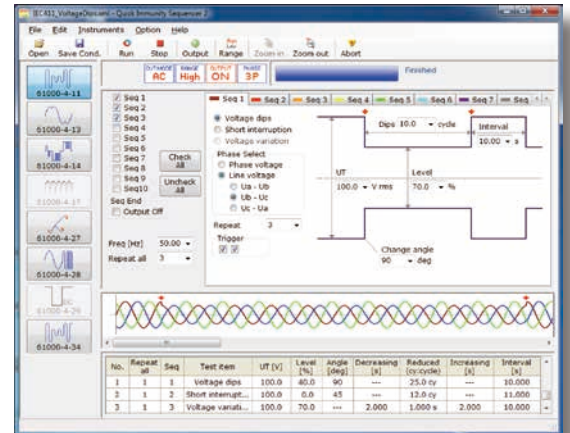 IEC411_VoltageDips.xml - Quick Immunity Sequencer 2
File Edit Instruments Option Help
Open Save Cond. Run Stop Output Range Zoom in Zoom out Abort
OUTMODE RANGE OUTPUT PHASE
AC High ON 3P
Finished
61000-4-11
61000-4-13
61000-4-14
61000-4-17
61000-4-27
61000-4-28
61000-4-29
61000-4-34
Seq 1
Seq 2
Seq 3
Seq 4
Seq 5
Seq 6
Seq 7
Seq 8
Seq 9
Seq10
Check All
Uncheck All
Seq End
Output Off
Freq [Hz] 50.00
Repeat all 3
Seq 1 Seq 2 Seq 3 Seq 4 Seq 5 Seq 6 Seq 7 Seq
Voltage dips
Short interruption
Voltage variation
Phase Select
Phase voltage
Line voltage
Ua - Ub
Ub - Uc
Uc - Ua
Repeat 3
Trigger
Dips 10.0 cycle
Interval
10.00 s
UT
100.0 V rms
Level
70.0 %
Change angle
90 deg
No. Repeat all Seq Test item UT [V] Level [%] Angle [deg] Decreasing [s] Reduced (cy:cycle) Increasing [s] Interval [s]
1 1 1 Voltage dips 100.0 40.0 90 --- 25.0 cy --- 10.000
2 1 2 Short interrupt... 100.0 0.0 45 --- 12.0 cy --- 11.000
3 1 3 Voltage variati... 100.0 70.0 --- 2.000 1.000 s 2.000 10.000